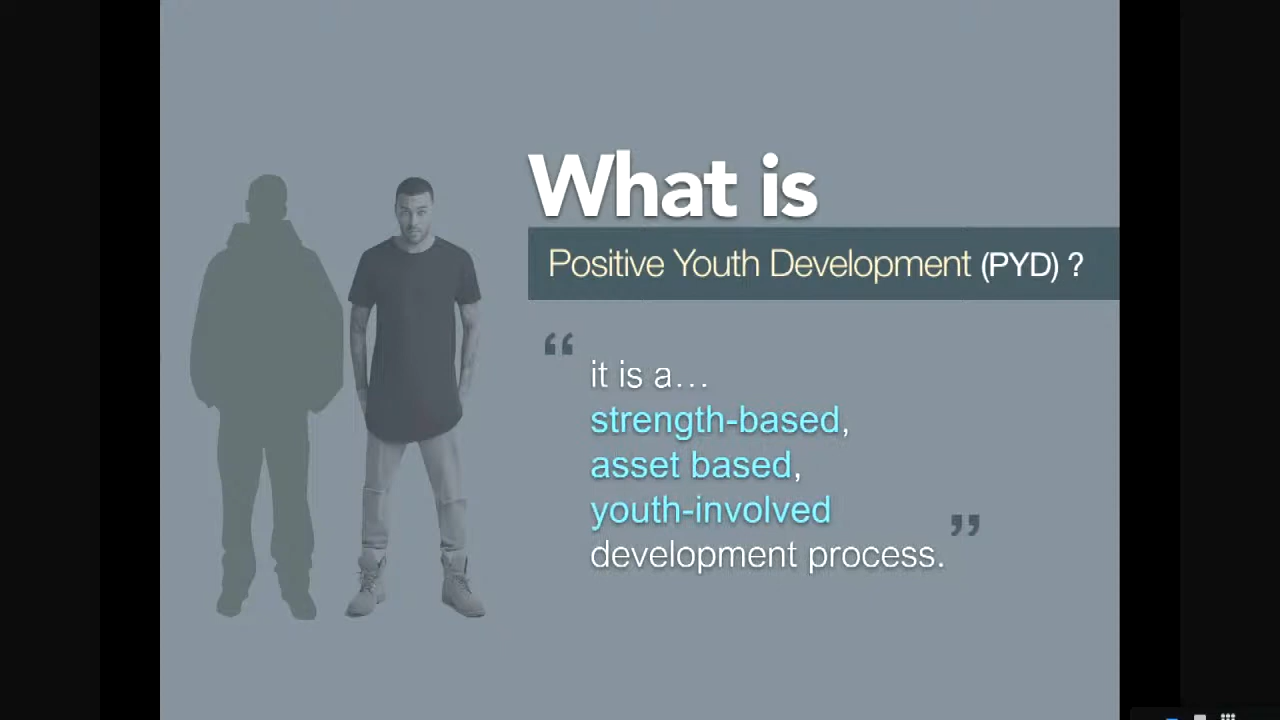 What is
Positive Youth Development (PYD) ?
“
it is a…
strength-based,
asset based,
youth-involved
development process.
”